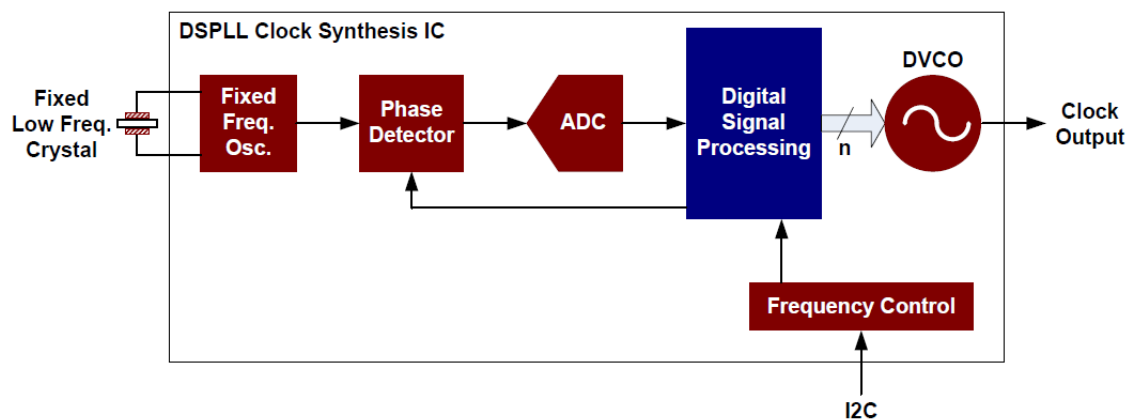 DSPLL Clock Synthesis IC
DVCO
Fixed
Low Freq.
Crystal
Fixed
Freq.
Osc.
Phase
Detector
ADC
Digital
Signal
Processing
n
Clock
Output
Frequency Control
I2C